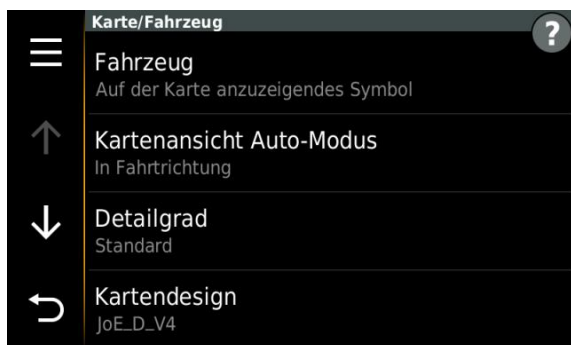 Karte/Fahrzeug
?
Fahrzeug
Auf der Karte anzuzeigendes Symbol
Kartenansicht Auto-Modus
In Fahrtrichtung
Detailgrad
Standard
Kartendesign
JoE_D_V4